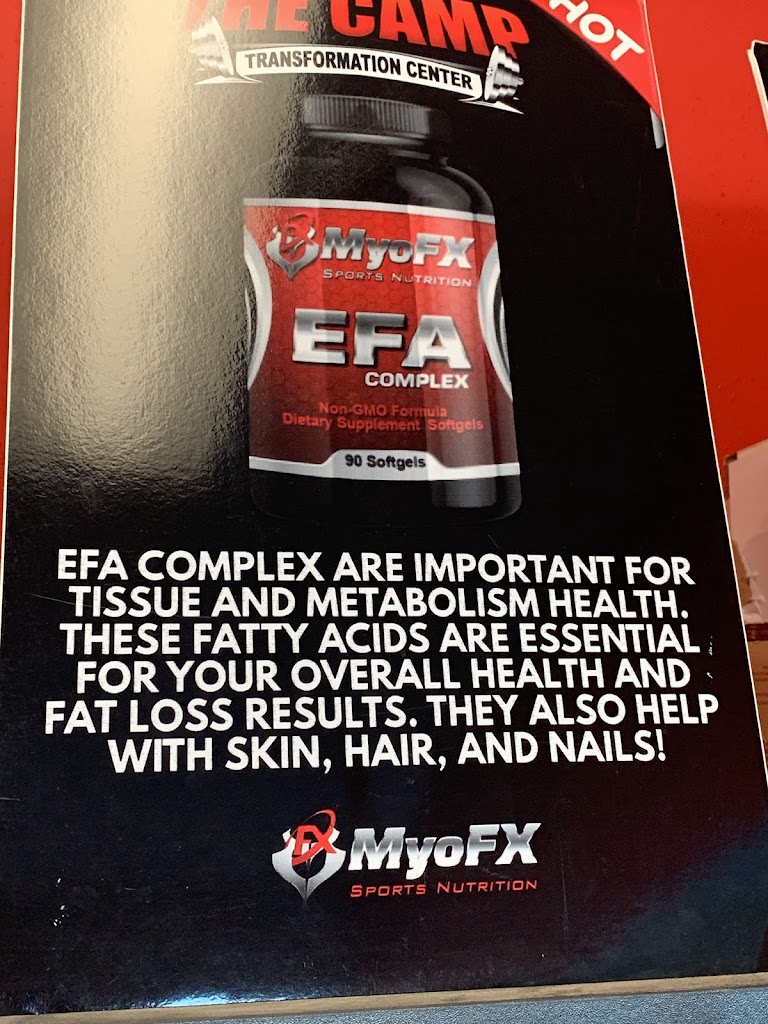 THE CAMP
HOT
TRANSFORMATION CENTER
MyoFX
SPORTS NUTRITION
EFA
COMPLEX
Non-GMO Formula
Dietary Supplement Softgels
90 Softgels
EFA COMPLEX ARE IMPORTANT FOR
TISSUE AND METABOLISM HEALTH.
THESE FATTY ACIDS ARE ESSENTIAL
FOR YOUR OVERALL HEALTH AND
FAT LOSS RESULTS. THEY ALSO HELP
WITH SKIN, HAIR, AND NAILS!
FX
MyoFX
SPORTS NUTRITION